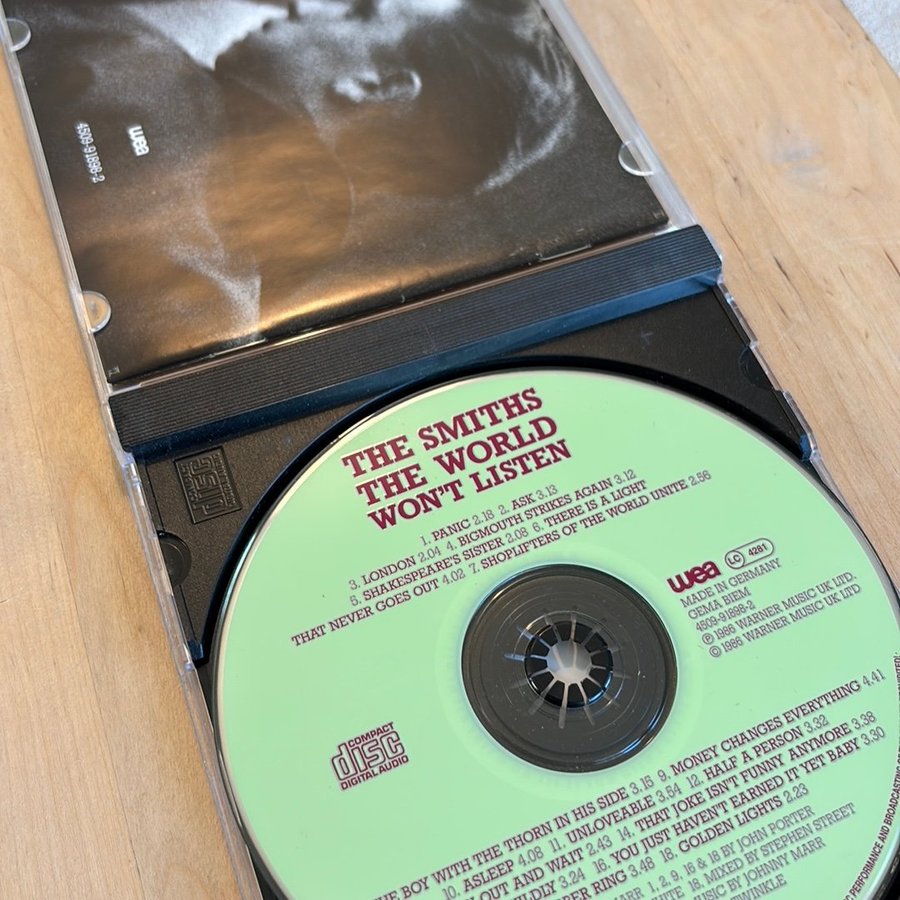 wea
4509-91898-2
COMPACT
disc
THE SMITHS
THE WORLD
WON'T LISTEN
1. PANIC 2.18 2. ASK 3.13
3. LONDON 2.04 4. BIGMOUTH STRIKES AGAIN 3.12
5. SHAKESPEARE'S SISTER 2.08 6. THERE IS A LIGHT
THAT NEVER GOES OUT 4.02 7. SHOPLIFTERS OF THE WORLD UNITE 2.56
wea LC 4281
MADE IN GERMANY
GEMA BIEM
4509-91898-2
℗ 1986 WARNER MUSIC UK LTD.
© 1986 WARNER MUSIC UK LTD
COMPACT
disc
DIGITAL AUDIO
THE BOY WITH THE THORN IN HIS SIDE 3.15 9. MONEY CHANGES EVERYTHING 4.41
10. ASLEEP 4.08 11. UNLOVEABLE 3.54 12. HALF A PERSON 3.32
OUT AND WAIT 2.43 14. THAT JOKE ISN'T FUNNY ANYMORE 3.38
3.24 16. YOU JUST HAVEN'T EARNED IT YET BABY 3.30
RING 3.48 18. GOLDEN LIGHTS 2.23
MARR 1, 2, 9, 16 & 18 BY JOHN PORTER
18. MIXED BY STEPHEN STREET
MUSIC BY JOHNNY MARR
TWINKLE
PERFORMANCE AND BROADCASTING